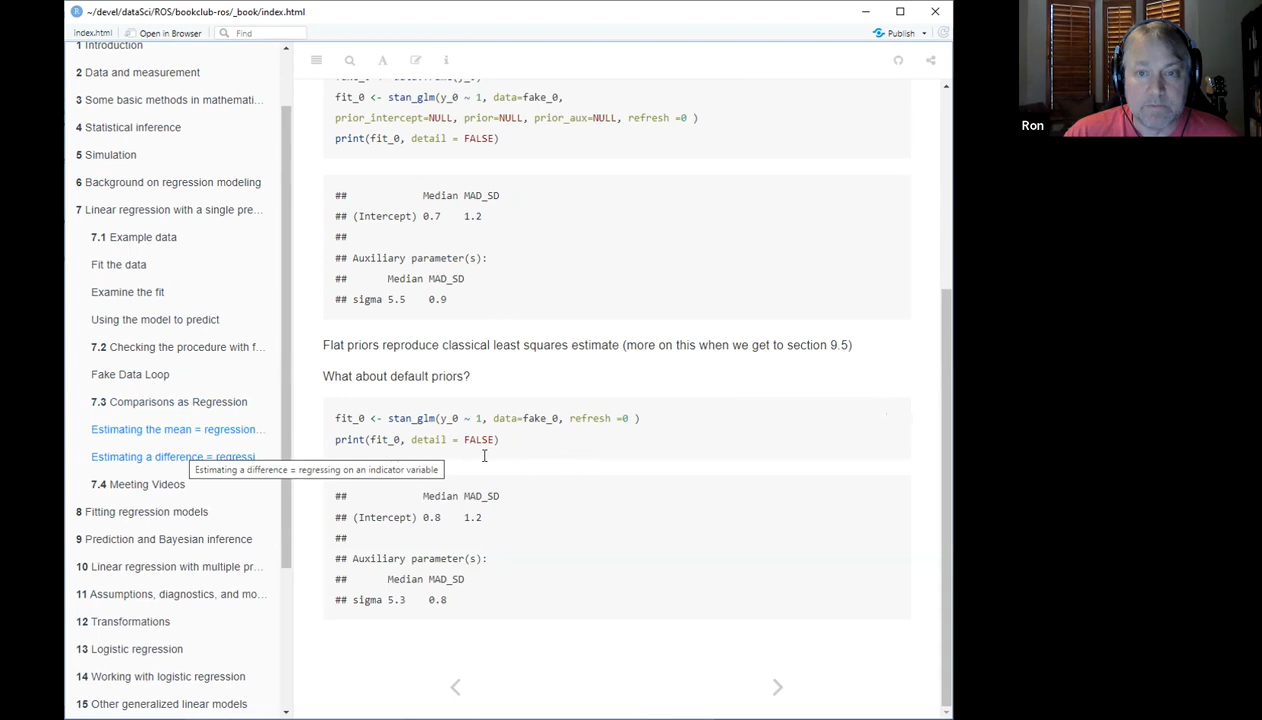 ~/devel/dataSci/ROS/bookclub-ros/_book/index.html
index.html
Open in Browser
Find
Publish
1 Introduction
2 Data and measurement
3 Some basic methods in mathemati...
4 Statistical inference
5 Simulation
6 Background on regression modeling
7 Linear regression with a single pre...
7.1 Example data
Fit the data
Examine the fit
Using the model to predict
7.2 Checking the procedure with f...
Fake Data Loop
7.3 Comparisons as Regression
Estimating the mean = regression...
Estimating a difference = regressi
Estimating a difference = regressing on an indicator variable
7.4 Meeting Videos
8 Fitting regression models
9 Prediction and Bayesian inference
10 Linear regression with multiple pr...
11 Assumptions, diagnostics, and mo...
12 Transformations
13 Logistic regression
14 Working with logistic regression
15 Other generalized linear models
fit_0 <- stan_glm(y_0 ~ 1, data=fake_0,
prior_intercept=NULL, prior=NULL, prior_aux=NULL, refresh =0 )
print(fit_0, detail = FALSE)
## Median MAD_SD
## (Intercept) 0.7 1.2
##
## Auxiliary parameter(s):
## Median MAD_SD
## sigma 5.5 0.9
Flat priors reproduce classical least squares estimate (more on this when we get to section 9.5)
What about default priors?
fit_0 <- stan_glm(y_0 ~ 1, data=fake_0, refresh =0 )
print(fit_0, detail = FALSE)
## Median MAD_SD
## (Intercept) 0.8 1.2
##
## Auxiliary parameter(s):
## Median MAD_SD
## sigma 5.3 0.8
Ron